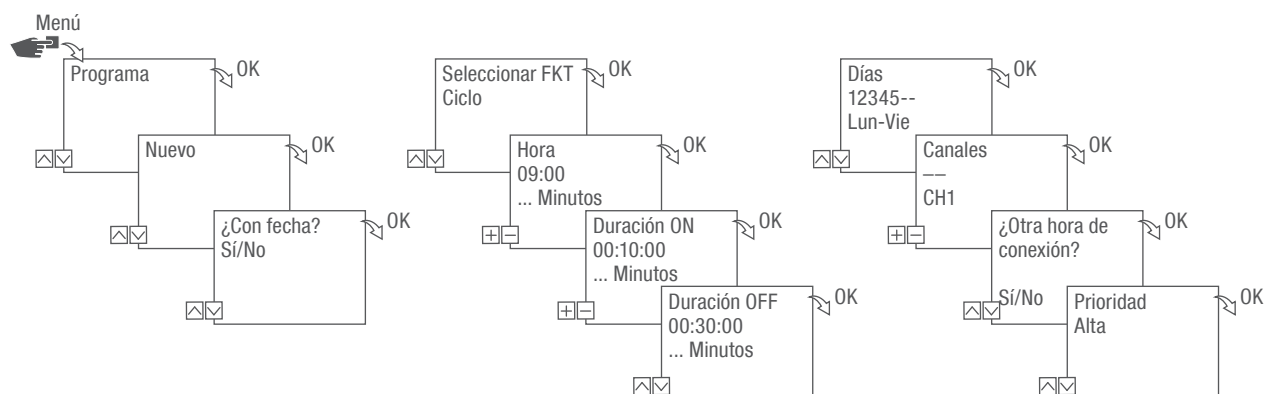 Menú
Programa
OK
Nuevo
OK
¿Con fecha?
Sí/No
OK
Seleccionar FKT
Ciclo
OK
Hora
09:00
... Minutos
OK
Duración ON
00:10:00
... Minutos
OK
Duración OFF
00:30:00
... Minutos
OK
Días
12345--
Lun-Vie
OK
Canales
––
CH1
OK
¿Otra hora de
conexión?
Sí/No
OK
Prioridad
Alta
OK